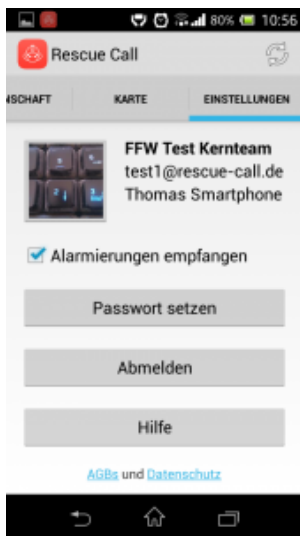 80% 10:56
Rescue Call
NSCHAFT KARTE EINSTELLUNGEN
FFW Test Kernteam
test1@rescue-call.de
Thomas Smartphone
Alarmierungen empfangen
Passwort setzen
Abmelden
Hilfe
AGBs und Datenschutz